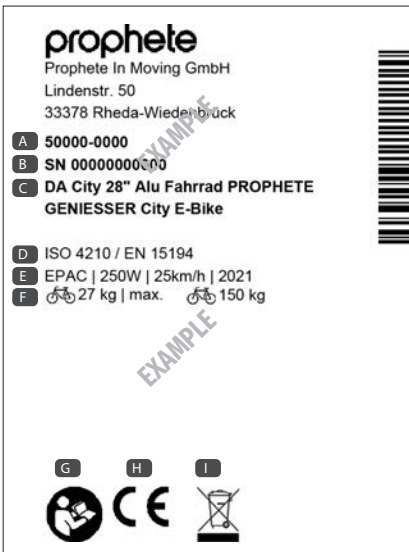 prophete
Prophete In Moving GmbH
Lindenstr. 50
33378 Rheda-Wiedenbrück
A 50000-0000
B SN 00000000000
C DA City 28" Alu Fahrrad PROPHETE
GENIESSER City E-Bike
EXAMPLE
D ISO 4210 / EN 15194
E EPAC | 250W | 25km/h | 2021
F 27 kg | max. 150 kg
EXAMPLE
G H I
CE